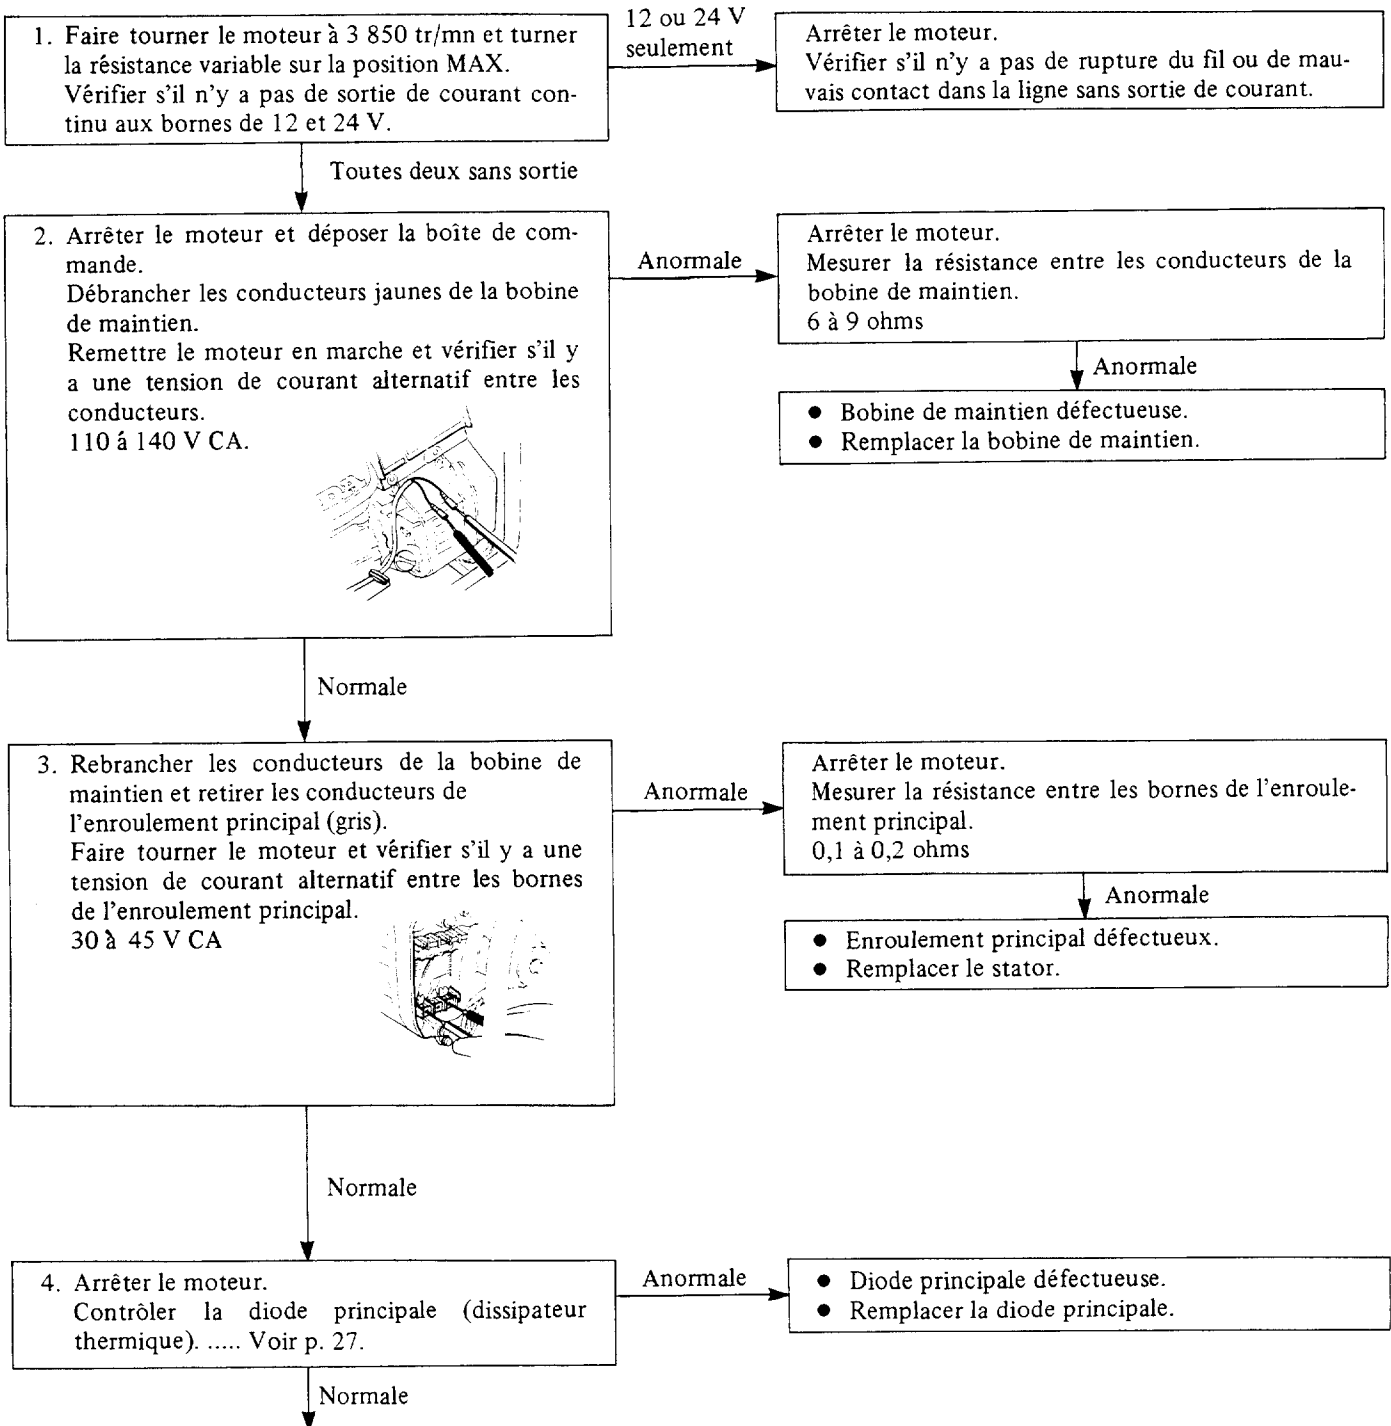 1. Faire tourner le moteur à 3 850 tr/mn et turner
la résistance variable sur la position MAX.
Vérifier s'il n'y a pas de sortie de courant con-
tinu aux bornes de 12 et 24 V.
12 ou 24 V
seulement
Arrêter le moteur.
Vérifier s'il n'y a pas de rupture du fil ou de mau-
vais contact dans la ligne sans sortie de courant.
Toutes deux sans sortie
2. Arrêter le moteur et déposer la boîte de com-
mande.
Débrancher les conducteurs jaunes de la bobine
de maintien.
Remettre le moteur en marche et vérifier s'il y
a une tension de courant alternatif entre les
conducteurs.
110 á 140 V CA.
Anormale
Arrêter le moteur.
Mesurer la résistance entre les conducteurs de la
bobine de maintien.
6 à 9 ohms
Anormale
● Bobine de maintien défectueuse.
● Remplacer la bobine de maintien.
Normale
3. Rebrancher les conducteurs de la bobine de
maintien et retirer les conducteurs de
l'enroulement principal (gris).
Faire tourner le moteur et vérifier s'il y a une
tension de courant alternatif entre les bornes
de l'enroulement principal.
30 à 45 V CA
Anormale
Arrêter le moteur.
Mesurer la résistance entre les bornes de l'enroule-
ment principal.
0,1 à 0,2 ohms
Anormale
● Enroulement principal défectueux.
● Remplacer le stator.
Normale
4. Arrêter le moteur.
Contrôler la diode principale (dissipateur
thermique). ..... Voir p. 27.
Anormale
● Diode principale défectueuse.
● Remplacer la diode principale.
Normale